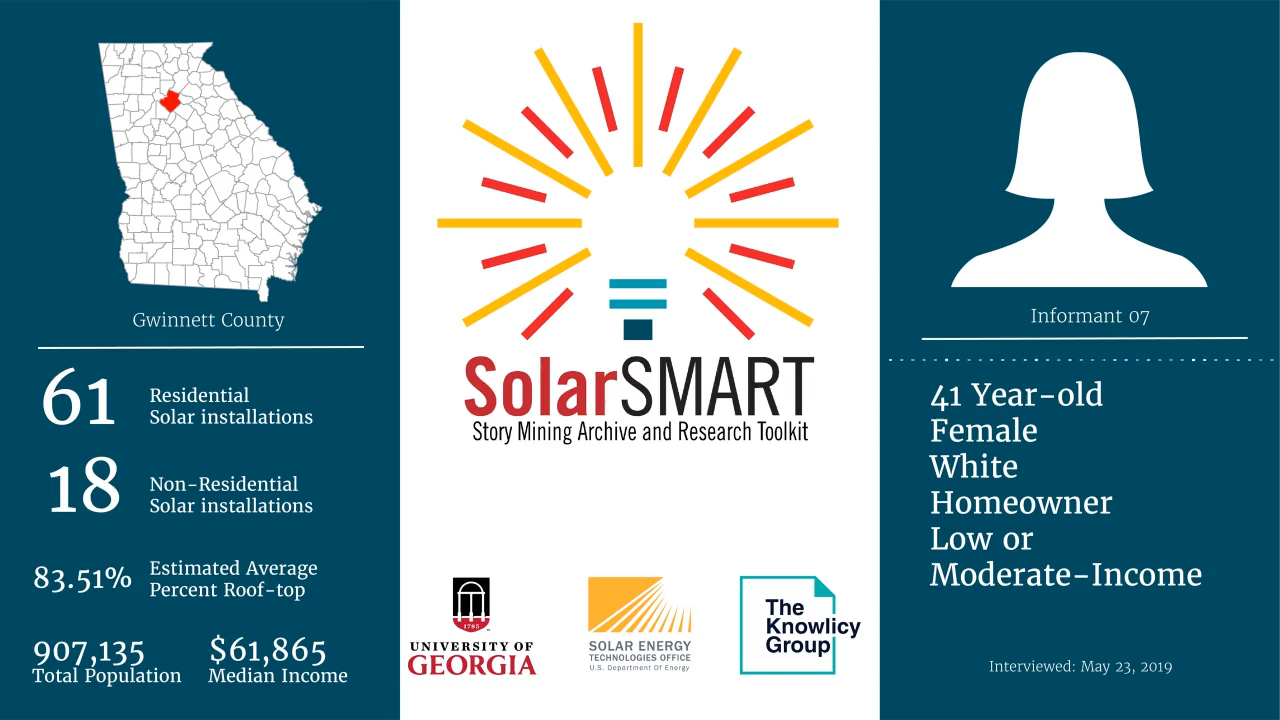 Gwinnett County
61
Residential
Solar installations
18
Non-Residential
Solar installations
83.51%
Estimated Average
Percent Roof-top
907,135
Total Population
$61,865
Median Income
SolarSMART
Story Mining Archive and Research Toolkit
1785
UNIVERSITY OF
GEORGIA
SOLAR ENERGY
TECHNOLOGIES OFFICE
U.S. Department Of Energy
The
Knowlicy
Group
Informant 07
41 Year-old
Female
White
Homeowner
Low or
Moderate-Income
Interviewed: May 23, 2019